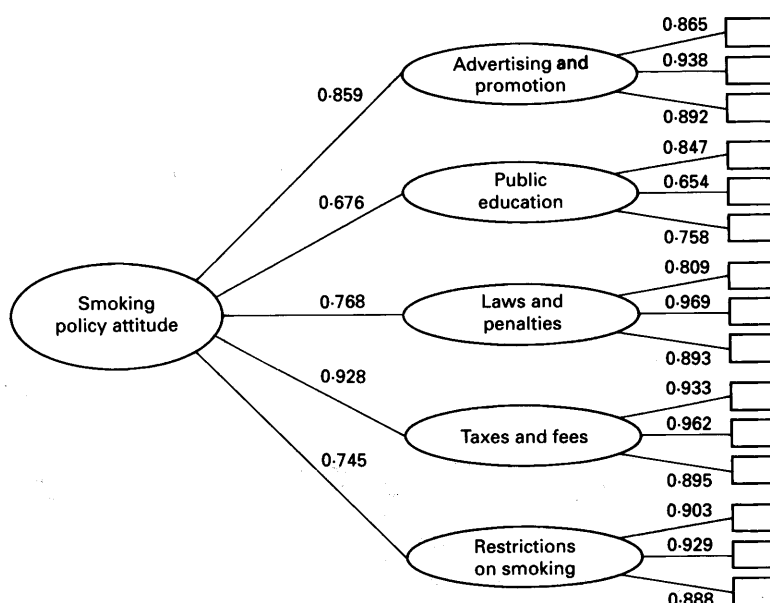 0·865
Advertising and
promotion
0·938
0·859
0·892
0·847
Public
education
0·654
0·676
0·758
0·809
Smoking
policy attitude
0·768
Laws and
penalties
0·969
0·893
0·928
0·933
Taxes and fees
0·962
0·745
0·895
0·903
Restrictions
on smoking
0·929
0·888